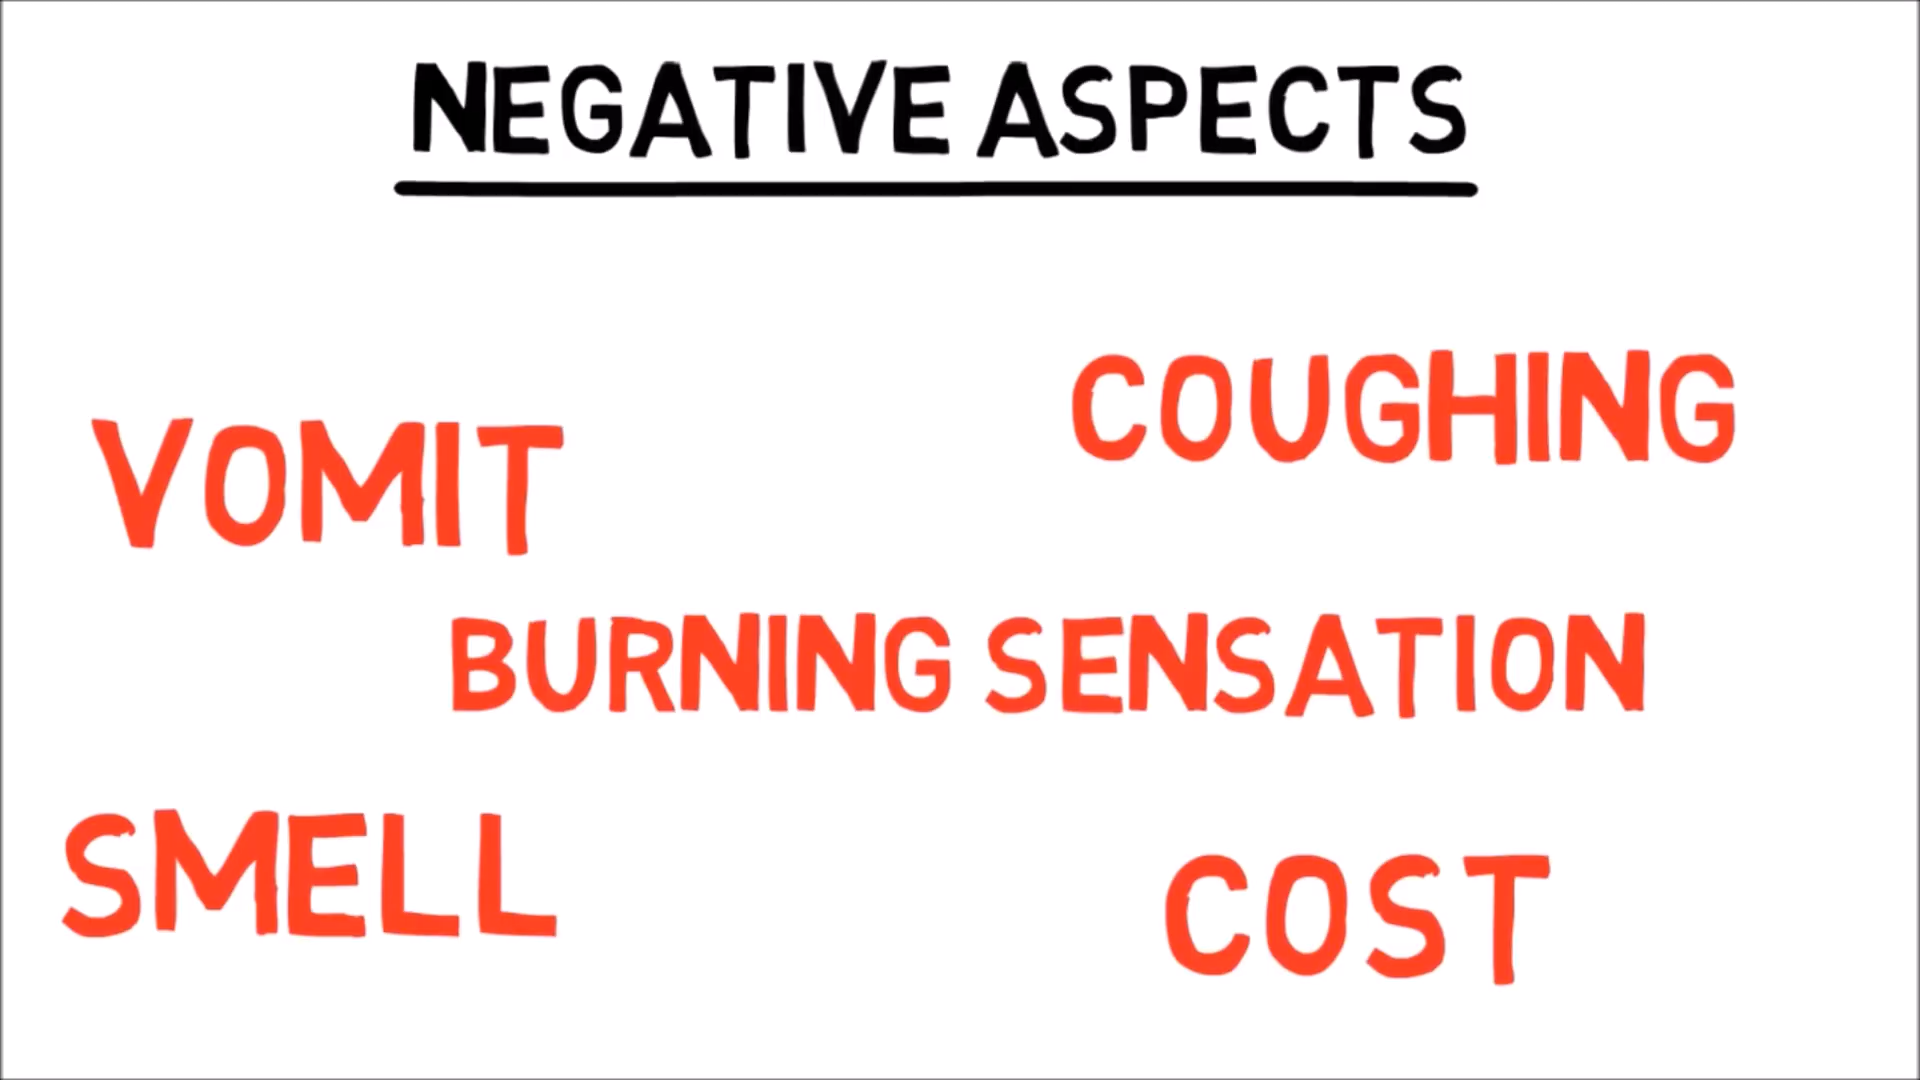 NEGATIVE ASPECTS
COUGHING
VOMIT
BURNING SENSATION
SMELL
COST